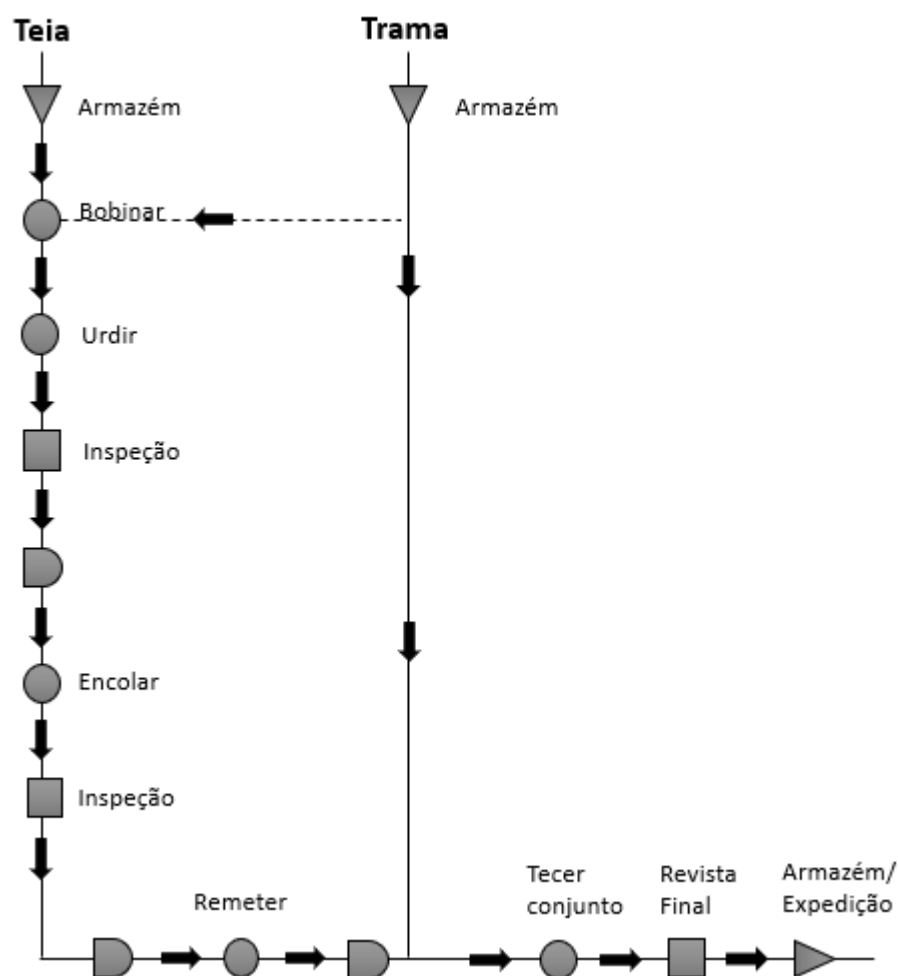 Teia
Trama
Armazém
Armazém
Bobinar
Urdir
Inspeção
Encolar
Inspeção
Remeter
Tecer
conjunto
Revista
Final
Armazém/
Expedição